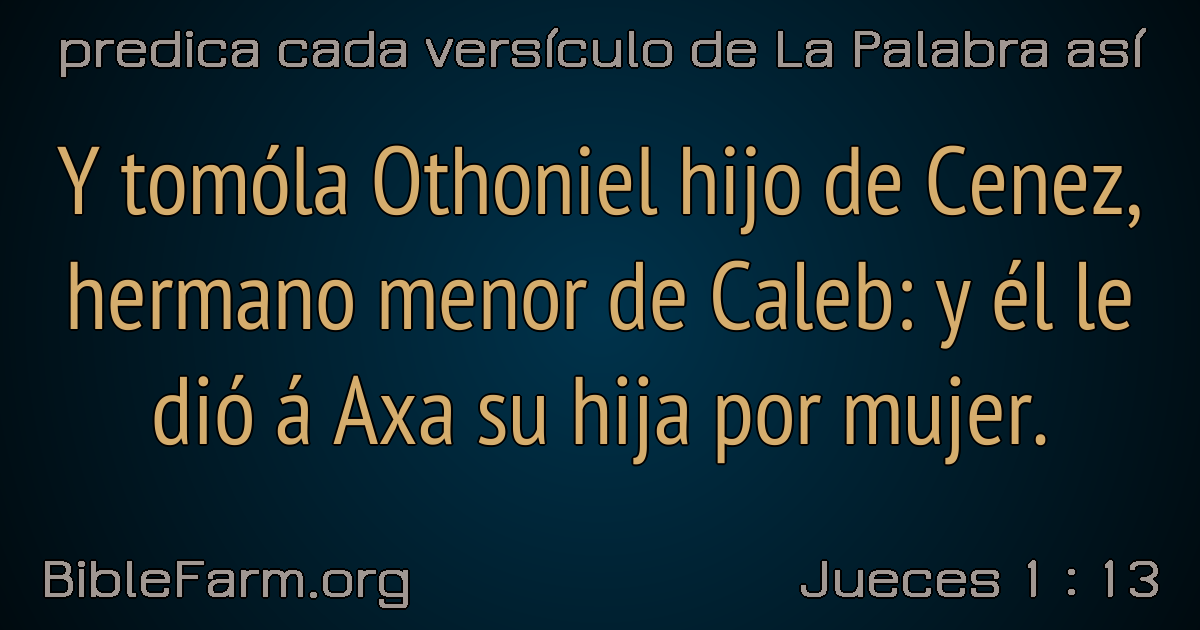 predica cada versículo de La Palabra así
Y tomóla Othoniel hijo de Cenez,
hermano menor de Caleb: y él le
dió á Axa su hija por mujer.
BibleFarm.org
Jueces 1 : 13